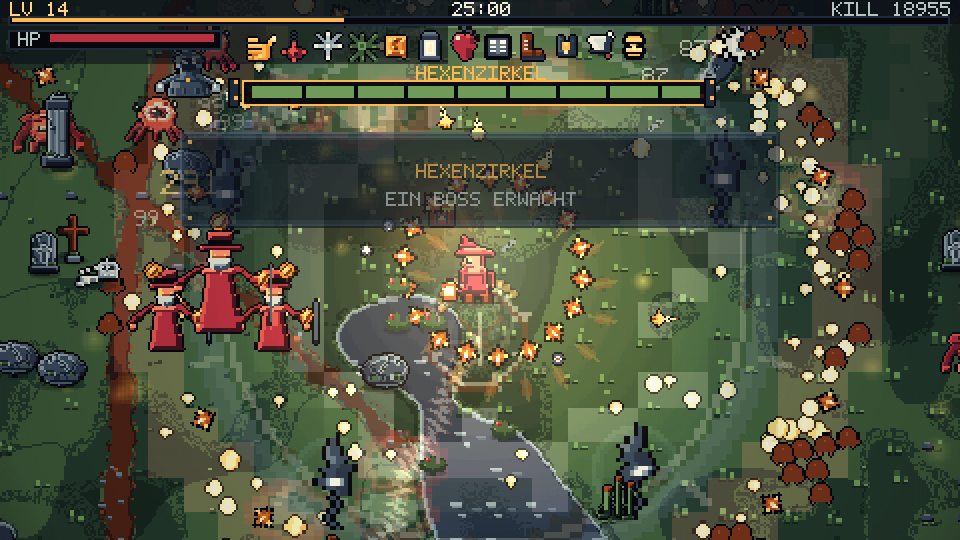 LV 14
25:00
KILL 18955
HP
HEXENZIRKEL
87
HEXENZIRKEL
EIN BOSS ERWACHT
99